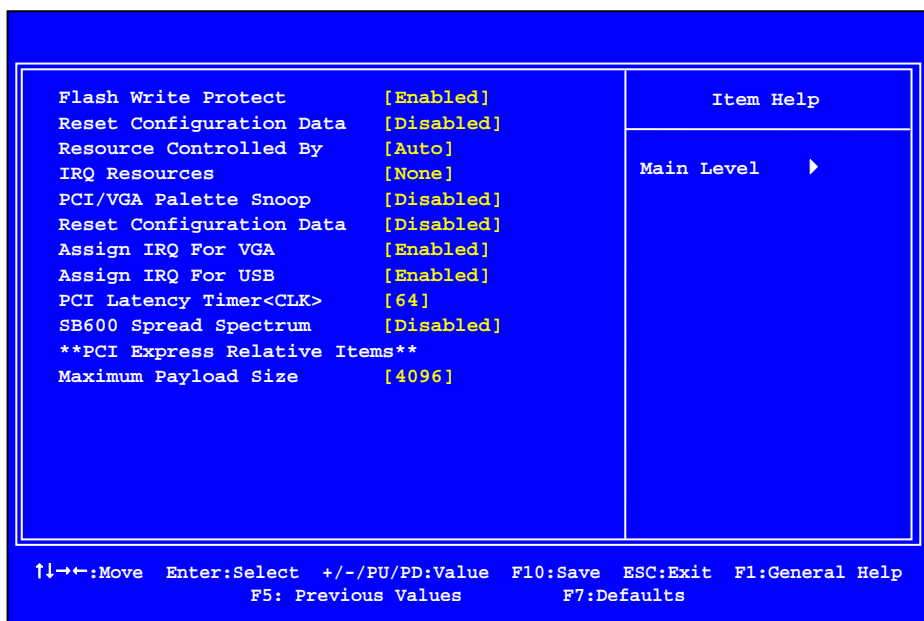 Flash Write Protect [Enabled]
Reset Configuration Data [Disabled]
Resource Controlled By [Auto]
IRQ Resources [None]
PCI/VGA Palette Snoop [Disabled]
Reset Configuration Data [Disabled]
Assign IRQ For VGA [Enabled]
Assign IRQ For USB [Enabled]
PCI Latency Timer<CLK> [64]
SB600 Spread Spectrum [Disabled]
**PCI Express Relative Items**
Maximum Payload Size [4096]
Item Help
Main Level
↑↓→←:Move Enter:Select +/-/PU/PD:Value F10:Save ESC:Exit F1:General Help
F5: Previous Values F7:Defaults